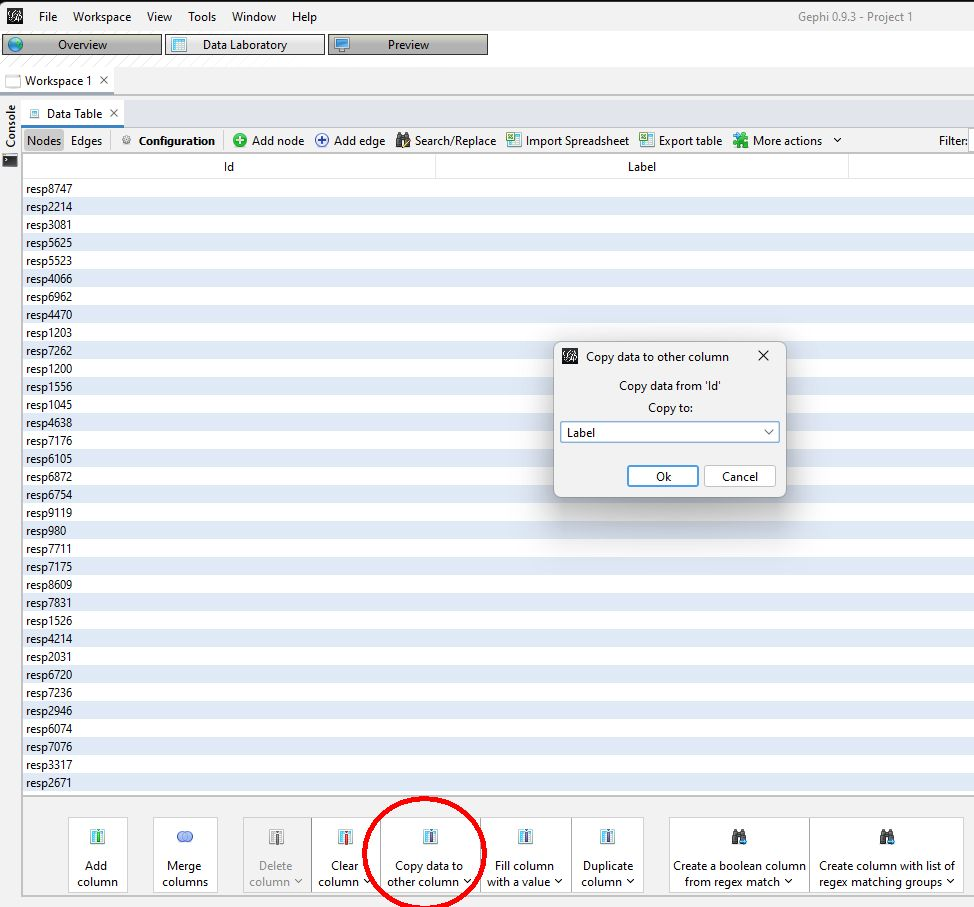 File Workspace View Tools Window Help Gephi 0.9.3 - Project 1
Overview Data Laboratory Preview
Workspace 1
Console
Data Table
Nodes Edges Configuration Add node Add edge Search/Replace Import Spreadsheet Export table More actions Filter:
Id Label
resp8747
resp2214
resp3081
resp5625
resp5523
resp4066
resp6962
resp4470
resp1203
resp7262
resp1200
resp1556
resp1045
resp4638
resp7176
resp6105
resp6872
resp6754
resp9119
resp980
resp7711
resp7175
resp8609
resp7831
resp1526
resp4214
resp2031
resp6720
resp7236
resp2946
resp6074
resp7076
resp3317
resp2671
Copy data to other column
Copy data from 'Id'
Copy to:
Label
Ok Cancel
Add column
Merge columns
Delete column
Clear column
Copy data to other column
Fill column with a value
Duplicate column
Create a boolean column from regex match
Create column with list of regex matching groups